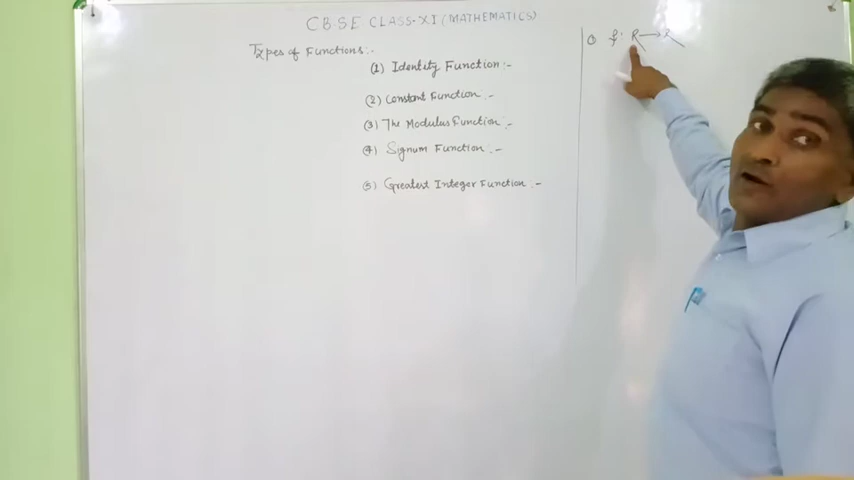 CBSE CLASS-XI (MATHEMATICS)
Types of Functions:-
(1) Identity Function:-
(2) Constant Function:-
(3) The Modulus Function:-
(4) Signum Function:-
(5) Greatest Integer Function:-
① f: R→R